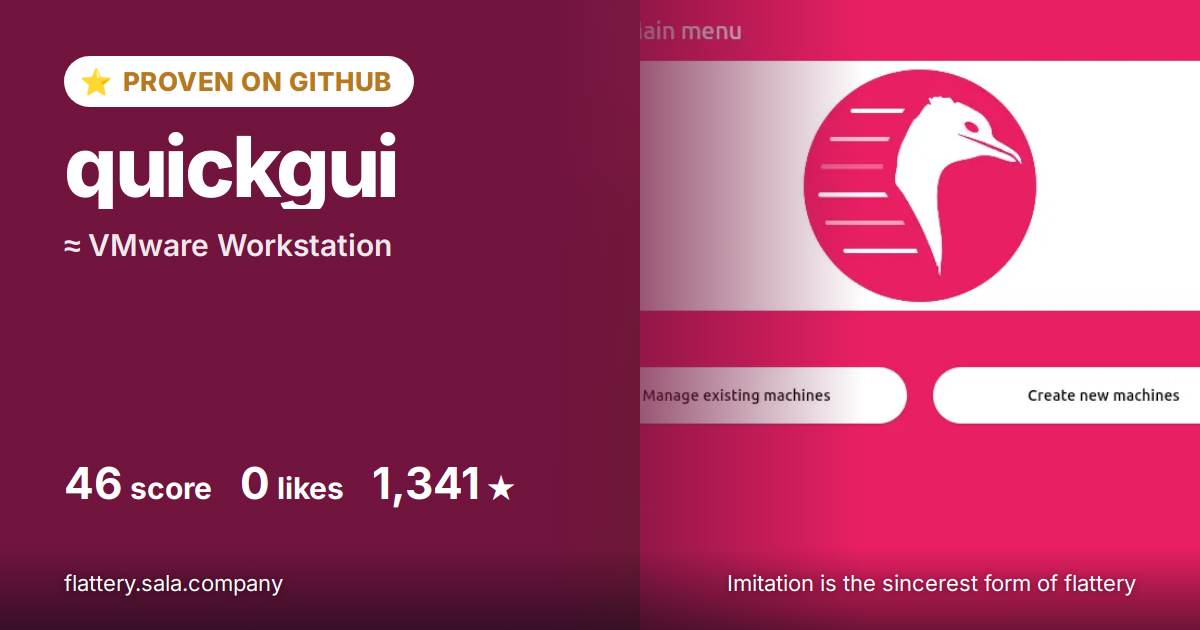 ⭐ PROVEN ON GITHUB
quickgui
≈ VMware Workstation
46 score 0 likes 1,341 ★
flattery.sala.company
ain menu
Manage existing machines
Create new machines
Imitation is the sincerest form of flattery